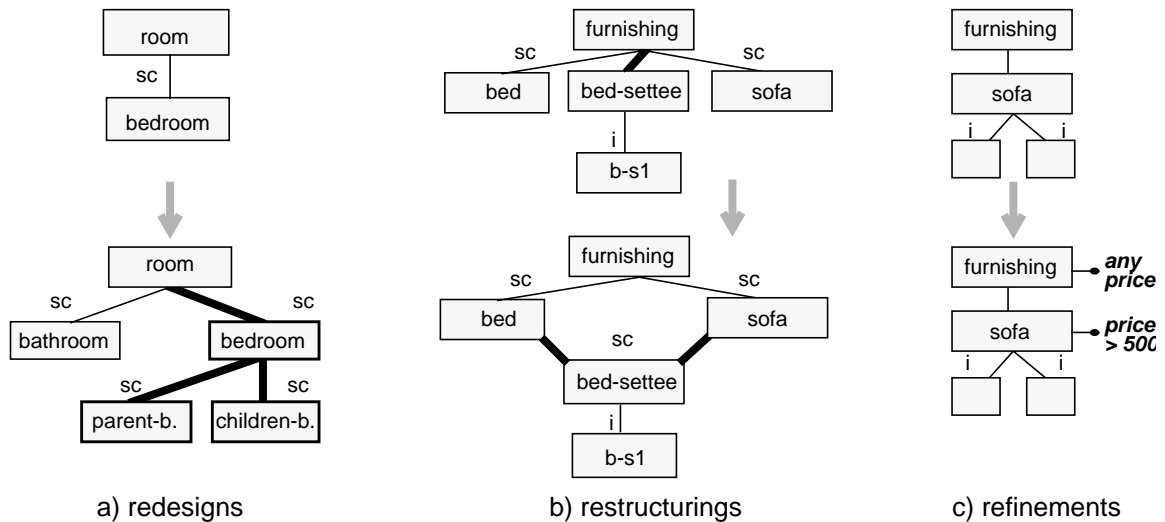 room
sc
bedroom
room
sc
sc
bathroom
bedroom
sc
sc
parent-b.
children-b.
a) redesigns
furnishing
sc
sc
bed
bed-settee
sofa
i
b-s1
furnishing
sc
sc
bed
sofa
sc
bed-settee
i
b-s1
b) restructurings
furnishing
sofa
i
i
furnishing
any
price
sofa
price
> 500
i
i
c) refinements